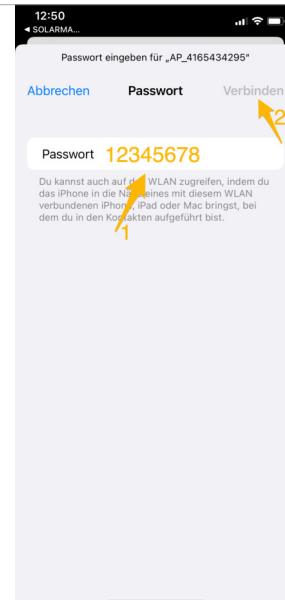 12:50
◀ SOLARMA...
Passwort eingeben für „AP_4165434295“
Abbrechen Passwort Verbinden
2
Passwort 12345678
Du kannst auch auf WLAN zugreifen, indem du
das iPhone in die eines mit diesem WLAN
verbundenen iPhone, iPad oder Mac bringst, bei
dem du in den Kontakten aufgeführt bist.
1